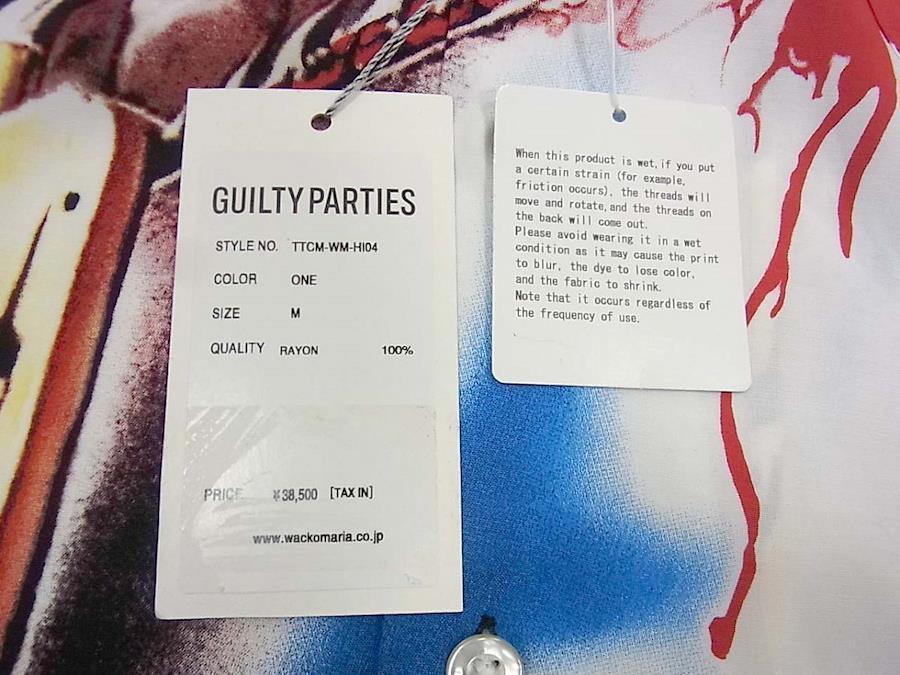 GUILTY PARTIES
STYLE NO. TTCM-WM-HI04
COLOR ONE
SIZE M
QUALITY RAYON 100%
PRICE ¥38,500 [TAX IN]
www.wackomaria.co.jp
When this product is wet, if you put
a certain strain (for example,
friction occurs), the threads will
move and rotate, and the threads on
the back will come out.
Please avoid wearing it in a wet
condition as it may cause the print
to blur, the dye to lose color,
and the fabric to shrink.
Note that it occurs regardless of
the frequency of use.